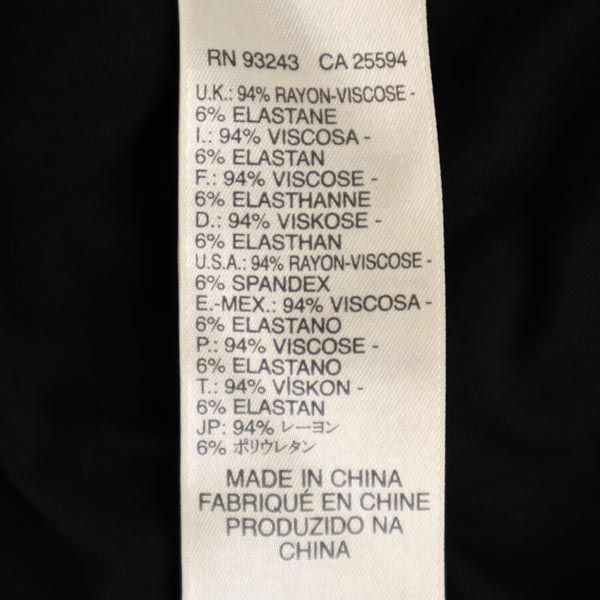 RN 93243 CA 25594
U.K.: 94% RAYON-VISCOSE -
6% ELASTANE
I.: 94% VISCOSA -
6% ELASTAN
F.: 94% VISCOSE -
6% ELASTHANNE
D.: 94% VISKOSE -
6% ELASTHAN
U.S.A.: 94% RAYON-VISCOSE -
6% SPANDEX
E.-MEX.: 94% VISCOSA -
6% ELASTANO
P.: 94% VISCOSE -
6% ELASTANO
T.: 94% VİSKON -
6% ELASTAN
JP: 94% レーヨン
6% ポリウレタン
MADE IN CHINA
FABRIQUÉ EN CHINE
PRODUZIDO NA
CHINA